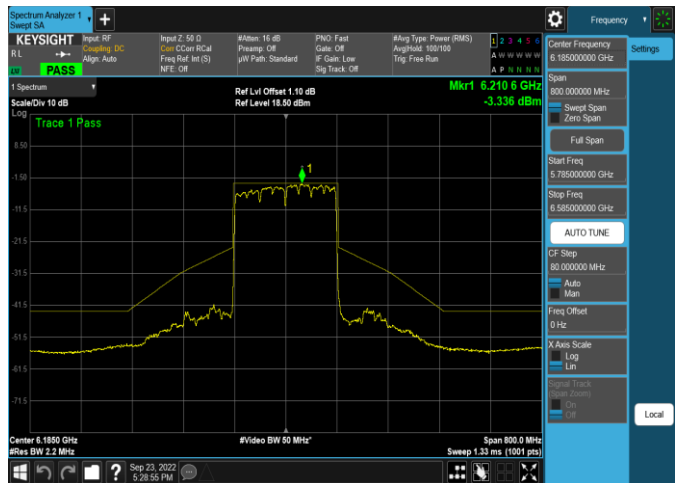 Spectrum Analyzer 1
Swept SA
Frequency
KEYSIGHT
RL
LXI
PASS
Input: RF
Coupling: DC
Align: Auto
Input Z: 50 Ω
Corr CCorr RCal
Freq Ref: Int (S)
NFE: Off
#Atten: 16 dB
Preamp: Off
µW Path: Standard
PNO: Fast
Gate: Off
IF Gain: Low
Sig Track: Off
#Avg Type: Power (RMS)
Avg|Hold: 100/100
Trig: Free Run
1 2 3 4 5 6
A W W W W W
A P N N N N
1 Spectrum
Scale/Div 10 dB
Log
Ref Lvl Offset 1.10 dB
Ref Level 18.50 dBm
Mkr1 6.210 6 GHz
-3.336 dBm
Trace 1 Pass
1
8.50
-1.50
-11.5
-21.5
-31.5
-41.5
-51.5
-61.5
-71.5
Center 6.1850 GHz
#Res BW 2.2 MHz
#Video BW 50 MHz*
Span 800.0 MHz
Sweep 1.33 ms (1001 pts)
Sep 23, 2022
5:28:55 PM
Center Frequency
6.185000000 GHz
Settings
Span
800.000000 MHz
Swept Span
Zero Span
Full Span
Start Freq
5.785000000 GHz
Stop Freq
6.585000000 GHz
AUTO TUNE
CF Step
80.000000 MHz
Auto
Man
Freq Offset
0 Hz
X Axis Scale
Log
Lin
Signal Track
(Span Zoom)
On
Off
Local